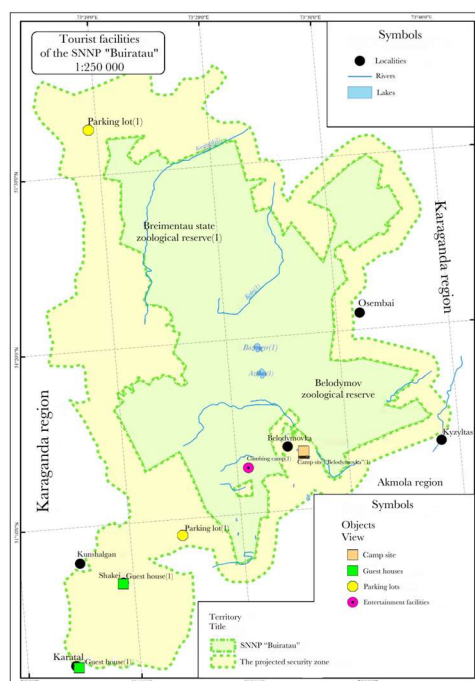 Tourist facilities
of the SNNP "Buiratau"
1:250 000
Symbols
Localities
Rivers
Lakes
Parking lot(1)
Breimentau state
zoological reserve(1)
Karaganda region
Osembai
Belodymov
zoological reserve
Belodymovka
Climbing camp(1)
Camp site "Belodymovka"(1)
Kyzyltas
Akmola region
Karaganda region
Parking lot(1)
Kunshalgan
Shakei
Guest house(1)
Karatal
Guest house(1)
Symbols
Objects
View
Camp site
Guest houses
Parking lots
Entertainment facilities
Territory
Title
SNNP "Buiratau"
The projected security zone